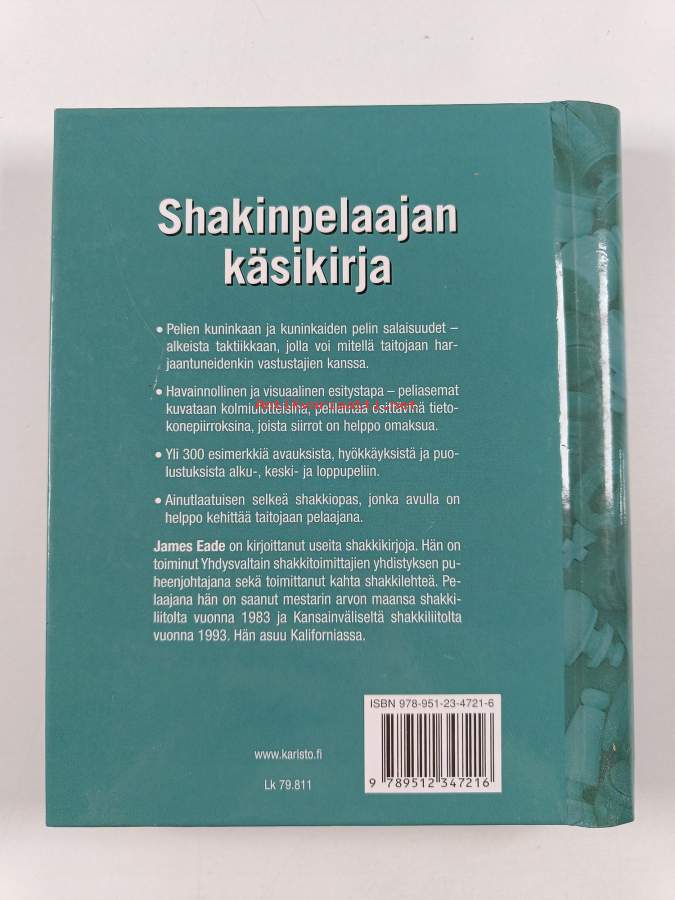 Shakinpelaajan
käsikirja
• Pelien kuninkaan ja kuninkaiden pelin salaisuudet –
alkeista taktiikkaan, jolla voi mitellä taitojaan har-
jaantuneidenkin vastustajien kanssa.
• Havainnollinen ja visuaalinen esitystapa – peliasemat
kuvataan kolmiulotteisina, pelilautaa osittavina tieto-
konepiirroksina, joista siirrot on helppo omaksua.
• Yli 300 esimerkkiä avauksista, hyökkäyksistä ja puo-
lustuksista alku-, keski- ja loppupeliin.
• Ainutlaatuisen selkeä shakkiopas, jonka avulla on
helppo kehittää taitojaan pelaajana.
James Eade on kirjoittanut useita shakkikirjoja. Hän on
toiminut Yhdysvaltain shakkitoimittajien yhdistyksen pu-
heenjohtajana sekä toimittanut kahta shakkilehteä. Pe-
laajana hän on saanut mestarin arvon maansa shakki-
liitolta vuonna 1983 ja Kansainväliseltä shakkiliitolta
vuonna 1993. Hän asuu Kaliforniassa.
ISBN 978-951-23-4721-6
www.karisto.fi
Lk 79.811
9 789512 347216